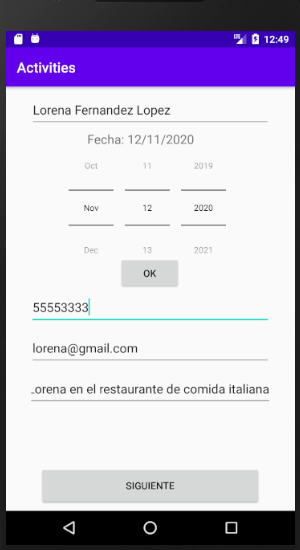 12:49
Activities
Lorena Fernandez Lopez
Fecha: 12/11/2020
Oct 11 2019
Nov 12 2020
Dec 13 2021
OK
55553333
lorena@gmail.com
Lorena en el restaurante de comida italiana
SIGUIENTE